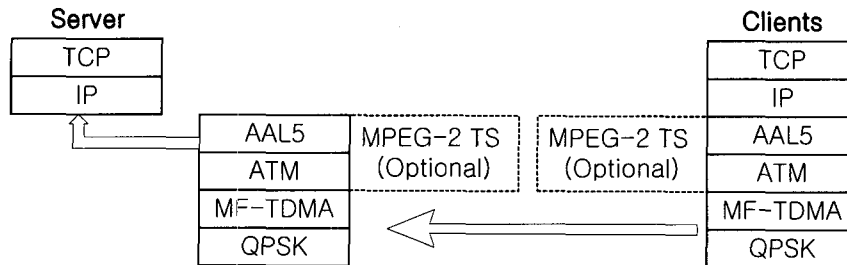 Server
TCP
IP
AAL5
ATM
MF-TDMA
QPSK
MPEG-2 TS
(Optional)
MPEG-2 TS
(Optional)
Clients
TCP
IP
AAL5
ATM
MF-TDMA
QPSK